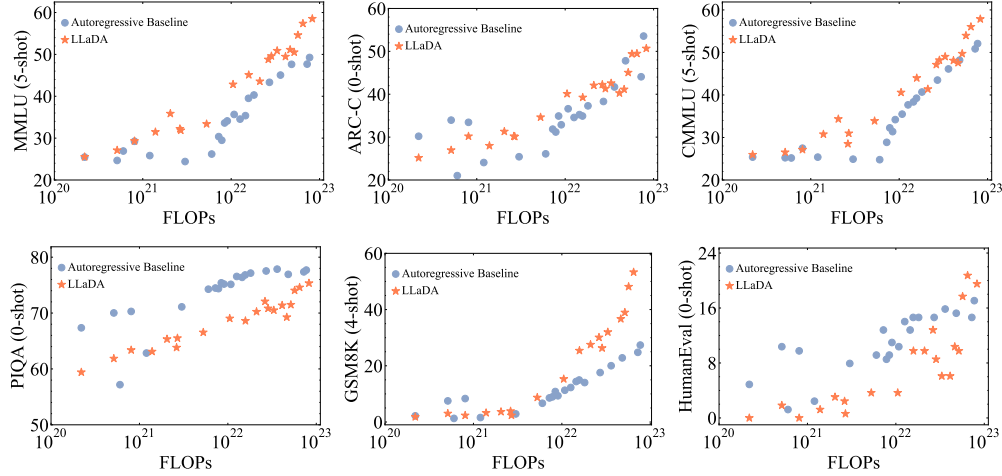 MMLU (5-shot)
60
50
40
30
20
Autoregressive Baseline
LLaDA
10^20
10^21
10^22
10^23
FLOPs
ARC-C (0-shot)
60
50
40
30
20
Autoregressive Baseline
LLaDA
10^20
10^21
10^22
10^23
FLOPs
CMMLU (5-shot)
60
50
40
30
20
Autoregressive Baseline
LLaDA
10^20
10^21
10^22
10^23
FLOPs
PIQA (0-shot)
80
70
60
50
Autoregressive Baseline
LLaDA
10^20
10^21
10^22
10^23
FLOPs
GSM8K (4-shot)
60
40
20
0
Autoregressive Baseline
LLaDA
10^20
10^21
10^22
10^23
FLOPs
HumanEval (0-shot)
24
16
8
0
Autoregressive Baseline
LLaDA
10^20
10^21
10^22
10^23
FLOPs